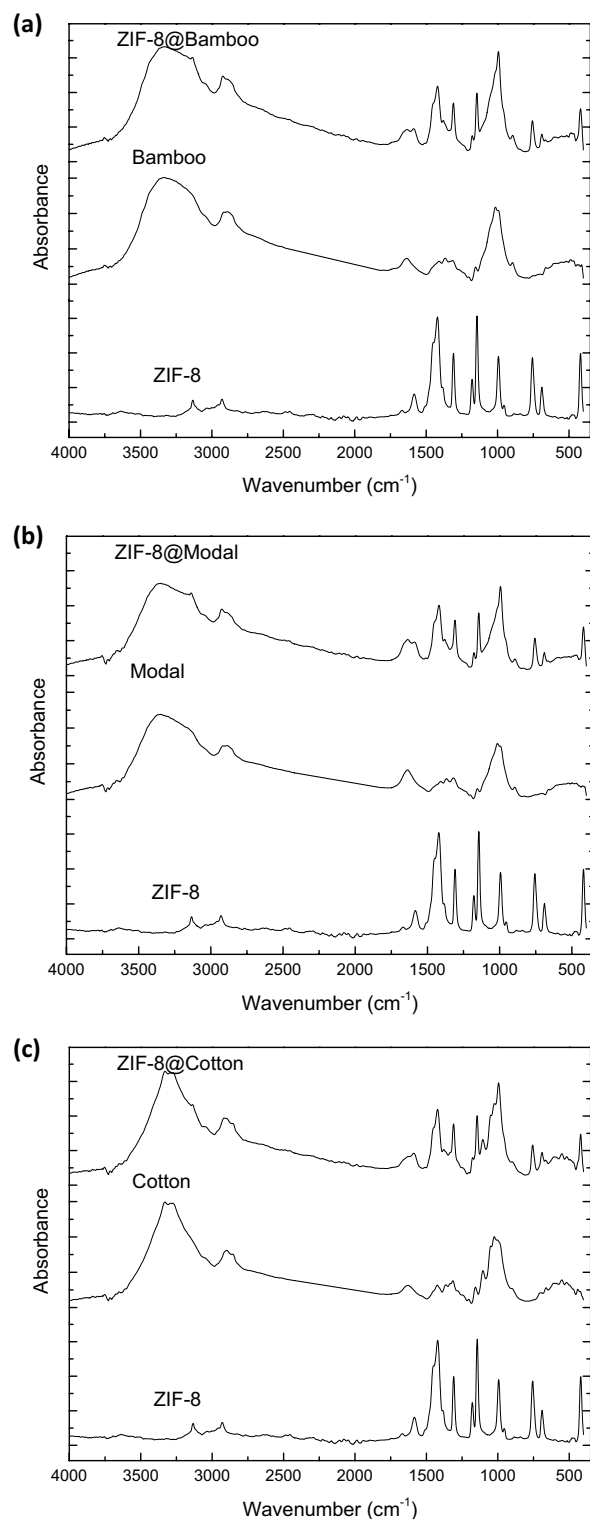 (a)
ZIF-8@Bamboo
Bamboo
ZIF-8
Absorbance
4000 3500 3000 2500 2000 1500 1000 500
Wavenumber (cm⁻¹)
(b)
ZIF-8@Modal
Modal
ZIF-8
Absorbance
4000 3500 3000 2500 2000 1500 1000 500
Wavenumber (cm⁻¹)
(c)
ZIF-8@Cotton
Cotton
ZIF-8
Absorbance
4000 3500 3000 2500 2000 1500 1000 500
Wavenumber (cm⁻¹)